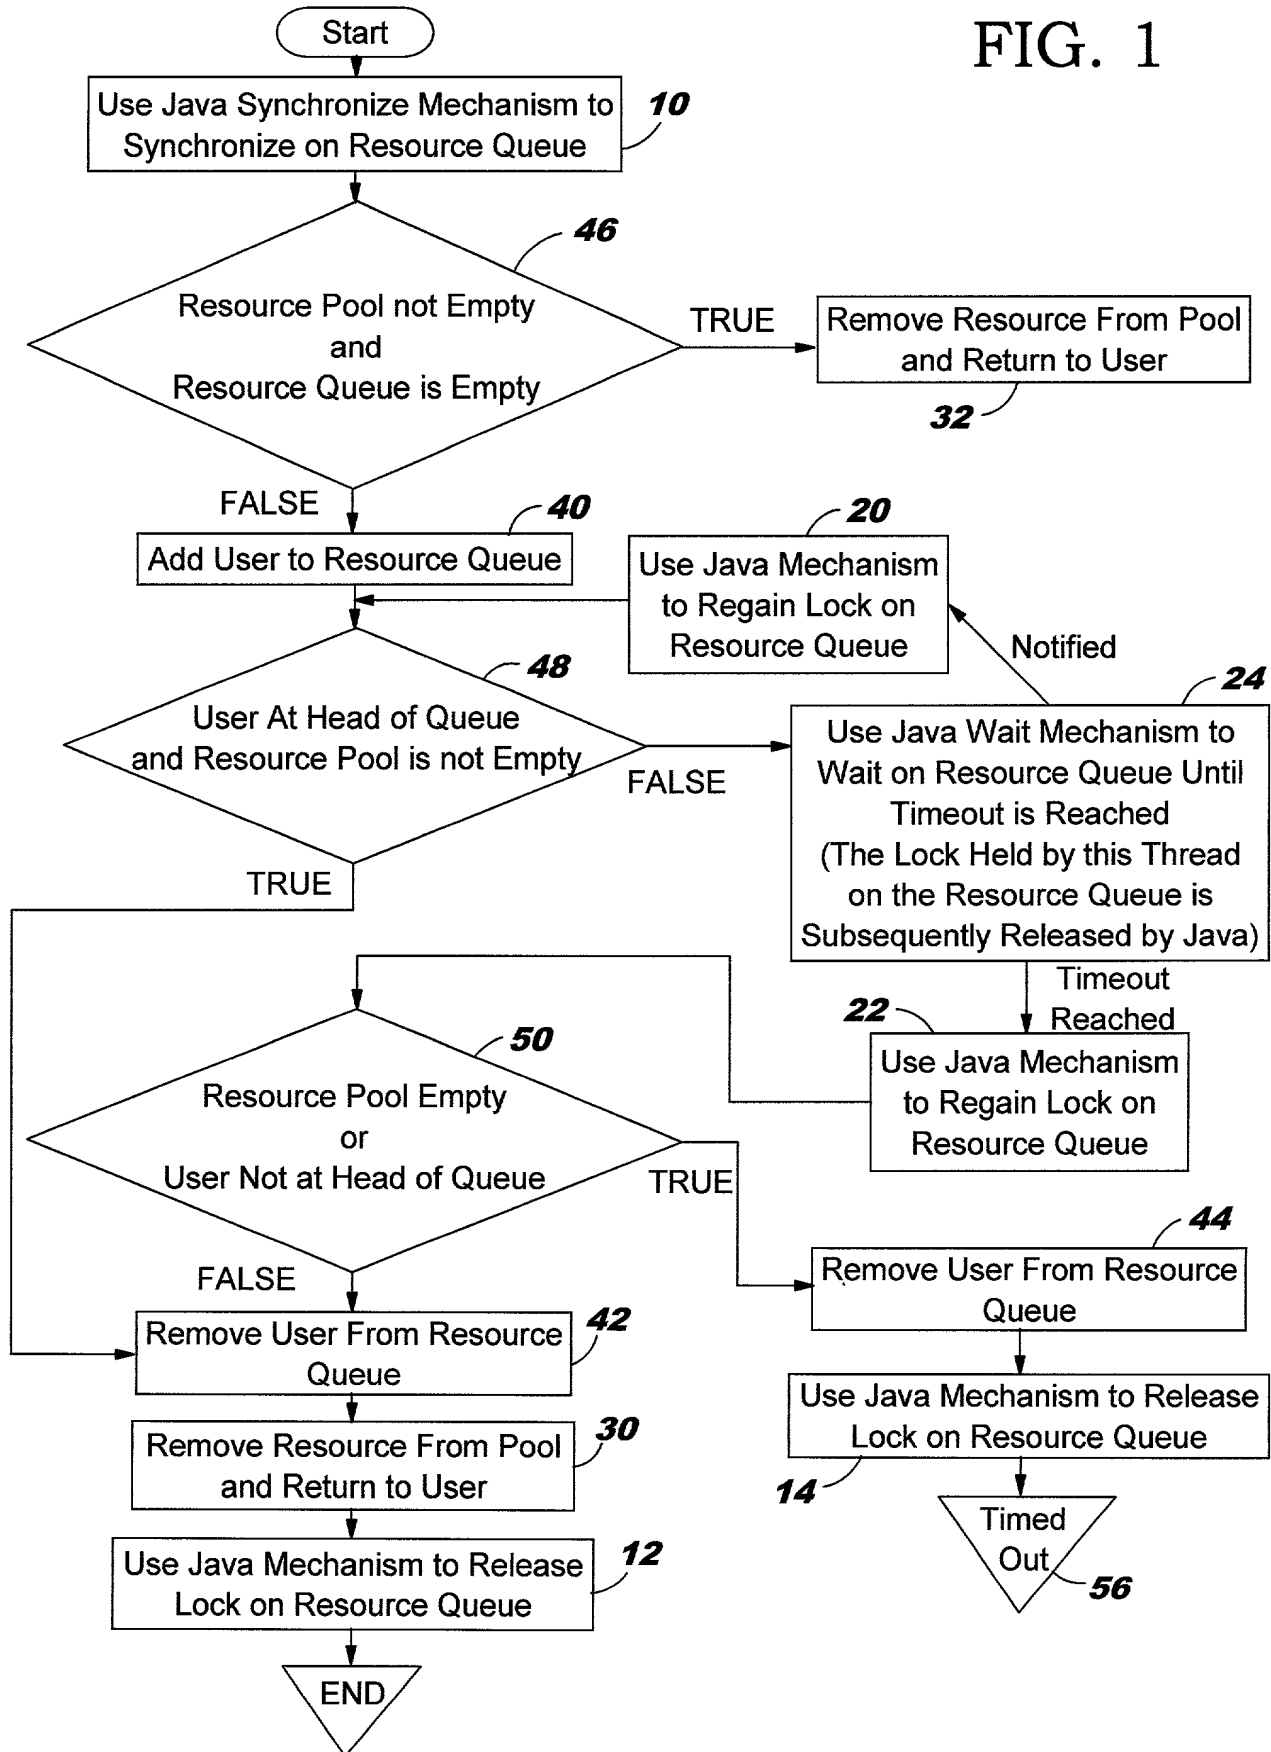 FIG. 1
Start
Use Java Synchronize Mechanism to
Synchronize on Resource Queue
10
46
Resource Pool not Empty
and
Resource Queue is Empty
TRUE
Remove Resource From Pool
and Return to User
32
FALSE
40
Add User to Resource Queue
20
Use Java Mechanism
to Regain Lock on
Resource Queue
Notified
48
User At Head of Queue
and Resource Pool is not Empty
FALSE
24
Use Java Wait Mechanism to
Wait on Resource Queue Until
Timeout is Reached
(The Lock Held by this Thread
on the Resource Queue is
Subsequently Released by Java)
TRUE
Timeout
Reached
22
Use Java Mechanism
to Regain Lock on
Resource Queue
50
Resource Pool Empty
or
User Not at Head of Queue
TRUE
44
Remove User From Resource
Queue
FALSE
Remove User From Resource
Queue
42
Use Java Mechanism to Release
Lock on Resource Queue
14
Remove Resource From Pool
and Return to User
30
Timed
Out
56
Use Java Mechanism to Release
Lock on Resource Queue
12
END